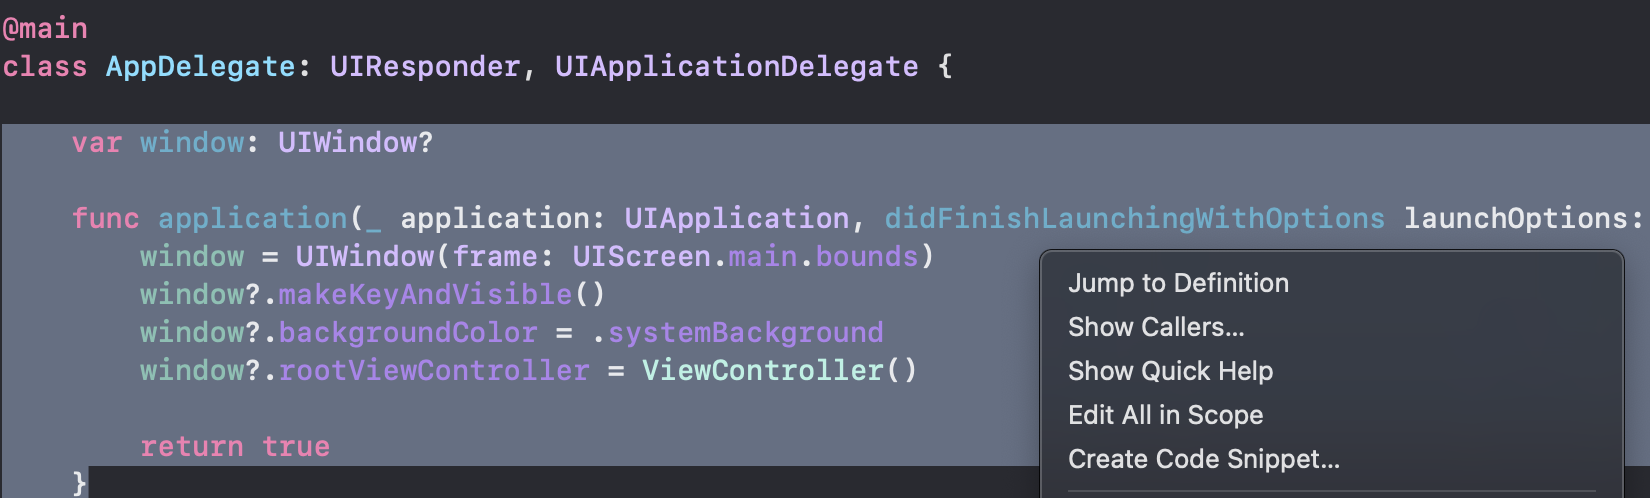 @main
class AppDelegate: UIResponder, UIApplicationDelegate {
var window: UIWindow?
func application(_ application: UIApplication, didFinishLaunchingWithOptions launchOptions:
window = UIWindow(frame: UIScreen.main.bounds)
window?.makeKeyAndVisible()
window?.backgroundColor = .systemBackground
window?.rootViewController = ViewController()
return true
}
Jump to Definition
Show Callers...
Show Quick Help
Edit All in Scope
Create Code Snippet...